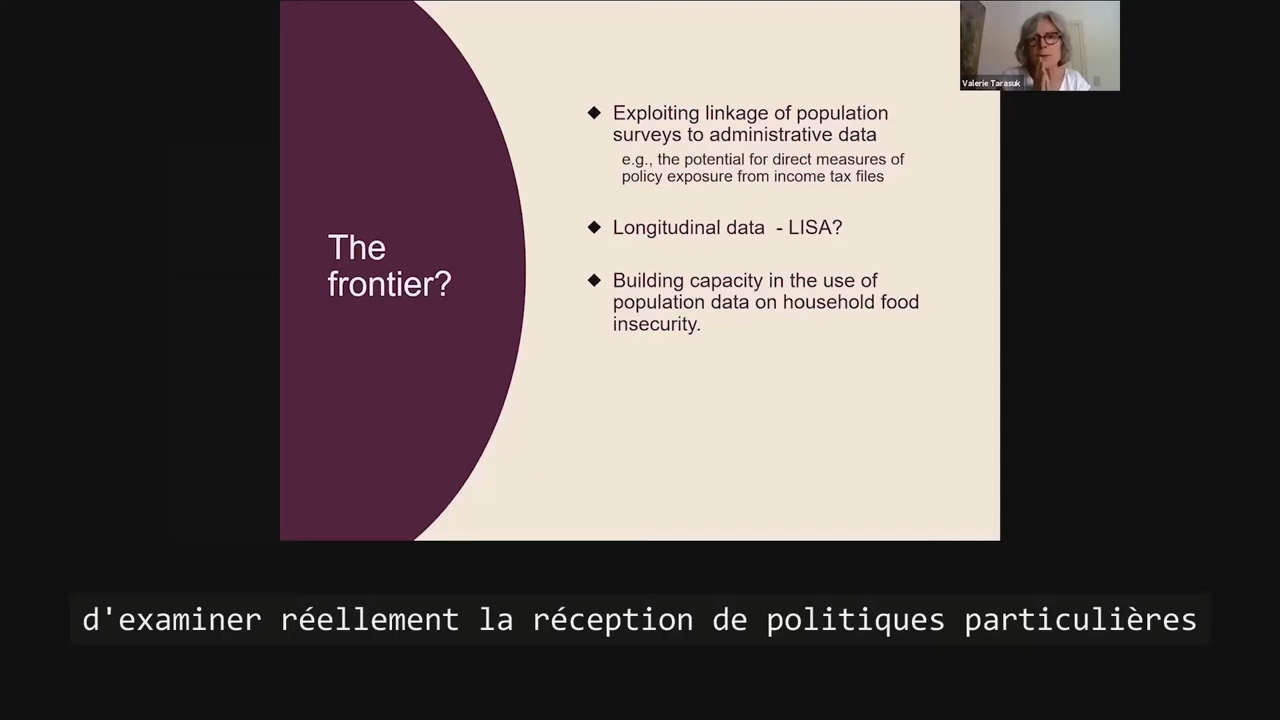 Valerie Tarasuk
The
frontier?
◆ Exploiting linkage of population
surveys to administrative data
e.g., the potential for direct measures of
policy exposure from income tax files
◆ Longitudinal data - LISA?
◆ Building capacity in the use of
population data on household food
insecurity.
d'examiner réellement la réception de politiques particulières